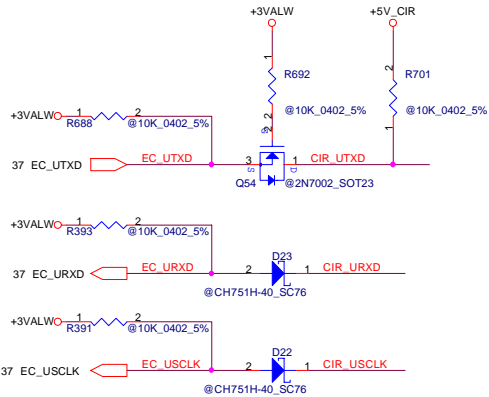 +3VALW
+5V_CIR
1
2
R692
R701
+3VALW
1
2
2
@10K_0402_5%
@10K_0402_5%
R688
@10K_0402_5%
2
1
G
37 EC_UTXD
EC_UTXD
3
1
CIR_UTXD
S
D
Q54
@2N7002_SOT23
+3VALW
1
2
R393
@10K_0402_5%
D23
37 EC_URXD
EC_URXD
2
1
CIR_URXD
@CH751H-40_SC76
+3VALW
1
2
R391
@10K_0402_5%
D22
37 EC_USCLK
EC_USCLK
2
1
CIR_USCLK
@CH751H-40_SC76